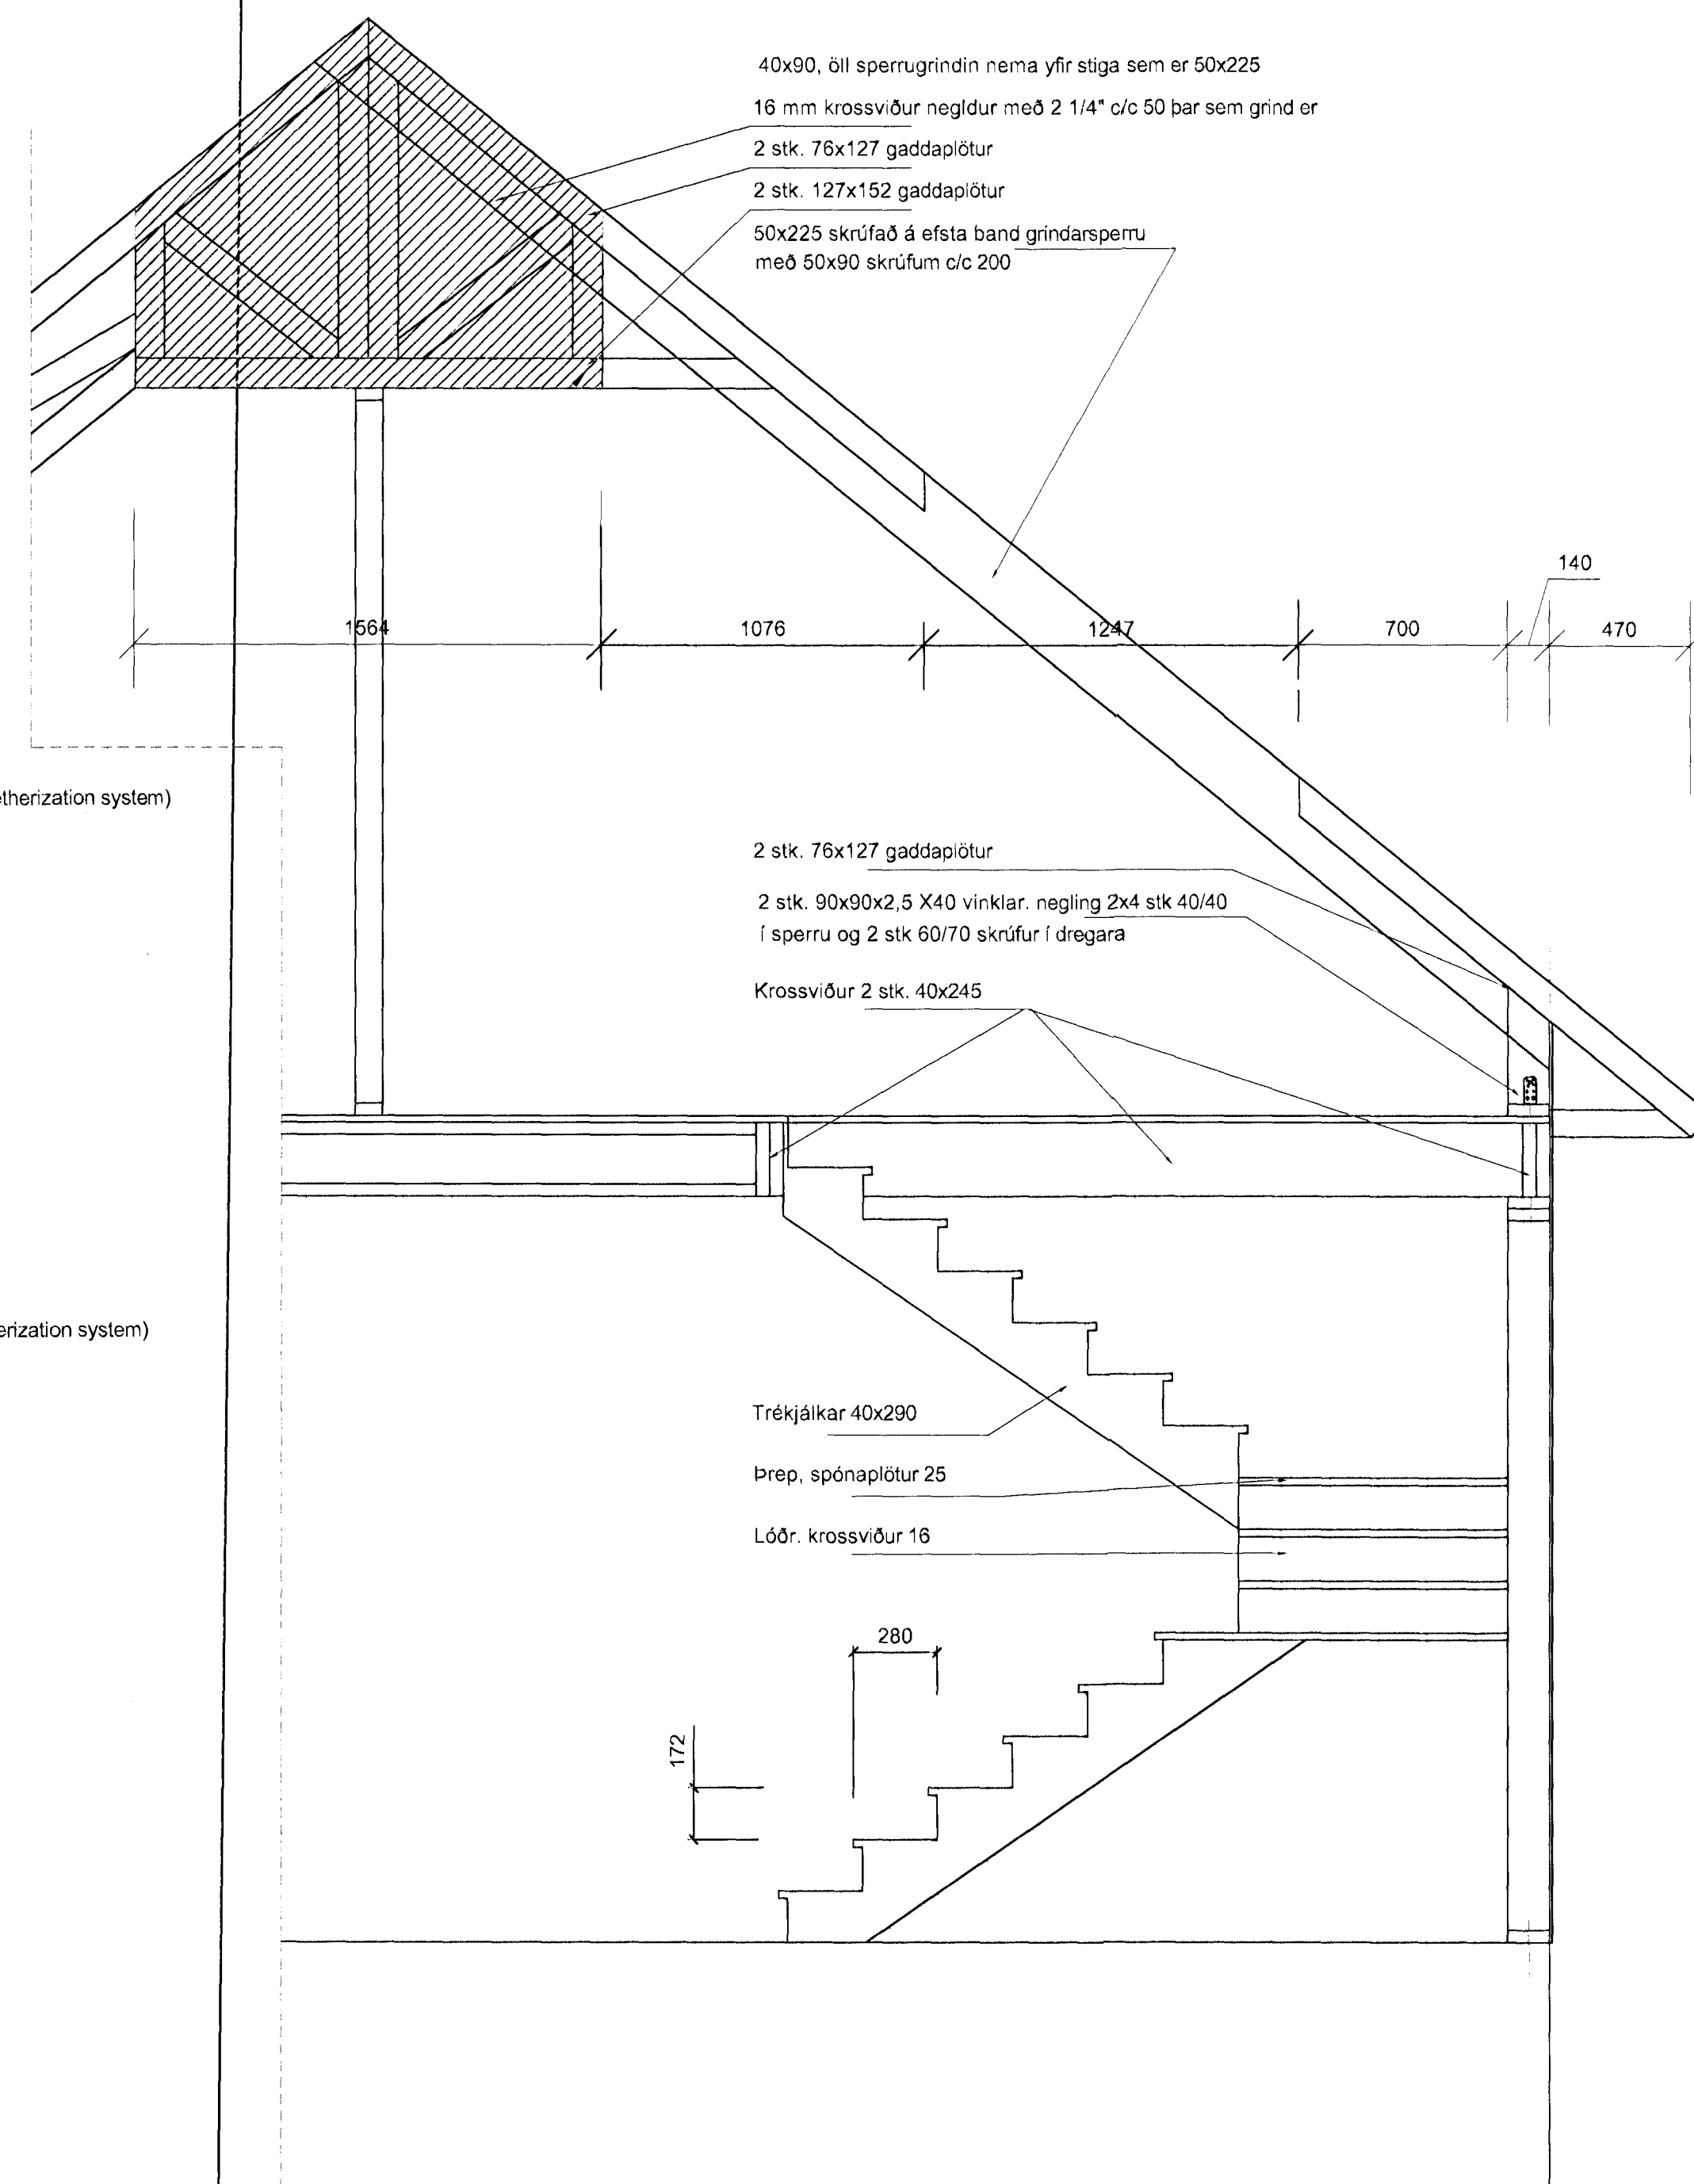 40x90, öll sperrugrindin nema yfir stiga sem er 50x225
16 mm krossviður negldur með 2 1/4" c/c 50 þar sem grind er
2 stk. 76x127 gaddaplötur
2 stk. 127x152 gaddaplötur
50x225 skrúfað á efsta band grindarsperru
með 50x90 skrúfum c/c 200
140
1564
1076
1247
700
470
etherization system)
2 stk. 76x127 gaddaplötur
2 stk. 90x90x2,5 X40 vinklar. negling 2x4 stk 40/40
í sperru og 2 stk 60/70 skrúfur í dregara
Krossviður 2 stk. 40x245
erization system)
Trékjálkar 40x290
Þrep, spónaplötur 25
Lóðr. krossviður 16
280
172